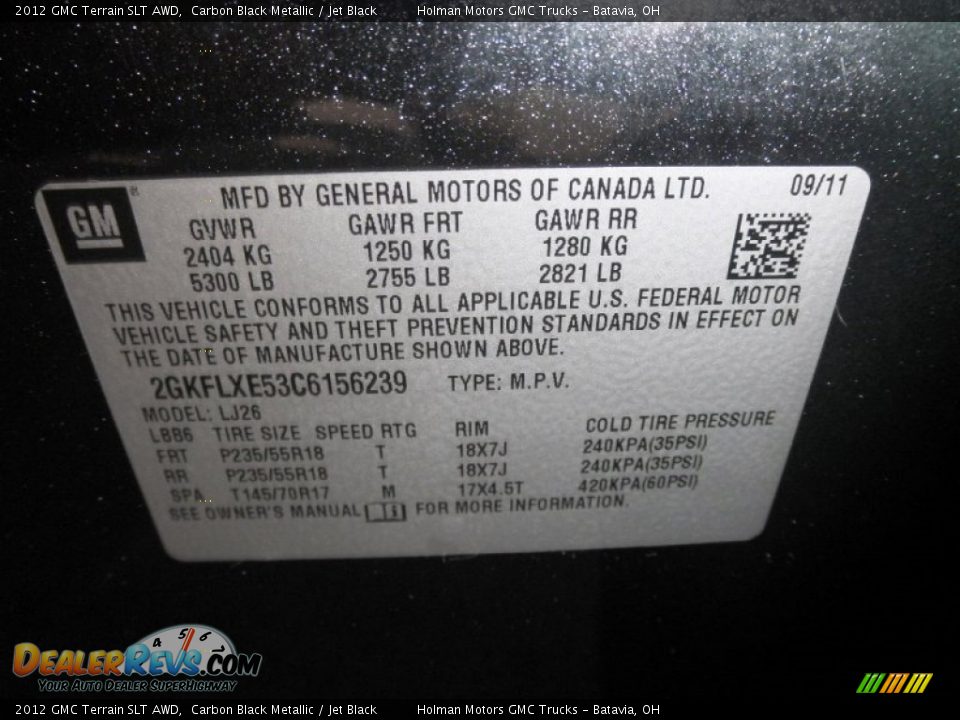 2012 GMC Terrain SLT AWD, Carbon Black Metallic / Jet Black Holman Motors GMC Trucks - Batavia, OH
GM
®
MFD BY GENERAL MOTORS OF CANADA LTD. 09/11
GVWR GAWR FRT GAWR RR
2404 KG 1250 KG 1280 KG
5300 LB 2755 LB 2821 LB
THIS VEHICLE CONFORMS TO ALL APPLICABLE U.S. FEDERAL MOTOR
VEHICLE SAFETY AND THEFT PREVENTION STANDARDS IN EFFECT ON
THE DATE OF MANUFACTURE SHOWN ABOVE.
2GKFLXE53C6156239 TYPE: M.P.V.
MODEL: LJ26
L8B6 TIRE SIZE SPEED RTG RIM COLD TIRE PRESSURE
FRT P235/55R18 T 18X7J 240KPA(35PSI)
RR P235/55R18 T 18X7J 240KPA(35PSI)
SPA T145/70R17 M 17X4.5T 420KPA(60PSI)
SEE OWNER'S MANUAL i FOR MORE INFORMATION.
4 5 6
DEALERREVS.COM
YOUR AUTO DEALER SUPERHIGHWAY
2012 GMC Terrain SLT AWD, Carbon Black Metallic / Jet Black Holman Motors GMC Trucks - Batavia, OH